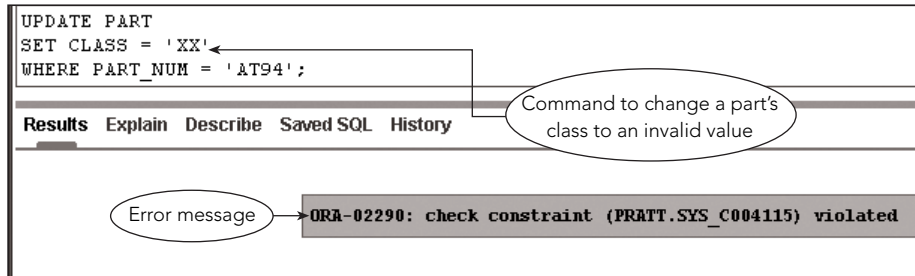 UPDATE PART
SET CLASS = 'XX'
WHERE PART_NUM = 'AT94';
Command to change a part's
class to an invalid value
Results Explain Describe Saved SQL History
Error message
ORA-02290: check constraint (PRATT.SYS_C004115) violated